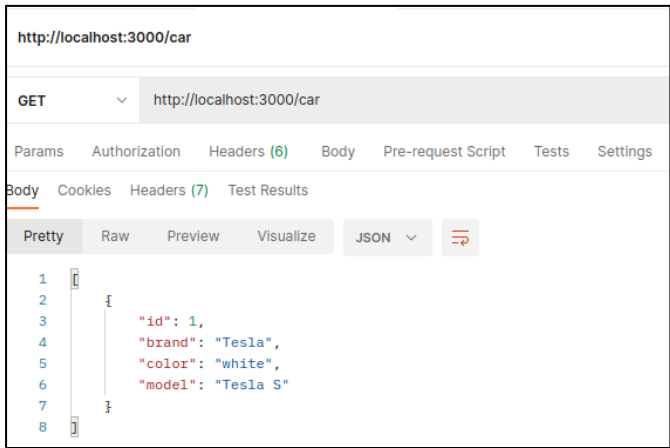 http://localhost:3000/car
GET http://localhost:3000/car
Params Authorization Headers (6) Body Pre-request Script Tests Settings
Body Cookies Headers (7) Test Results
Pretty Raw Preview Visualize JSON
1 [
2 {
3 "id": 1,
4 "brand": "Tesla",
5 "color": "white",
6 "model": "Tesla S"
7 }
8 ]